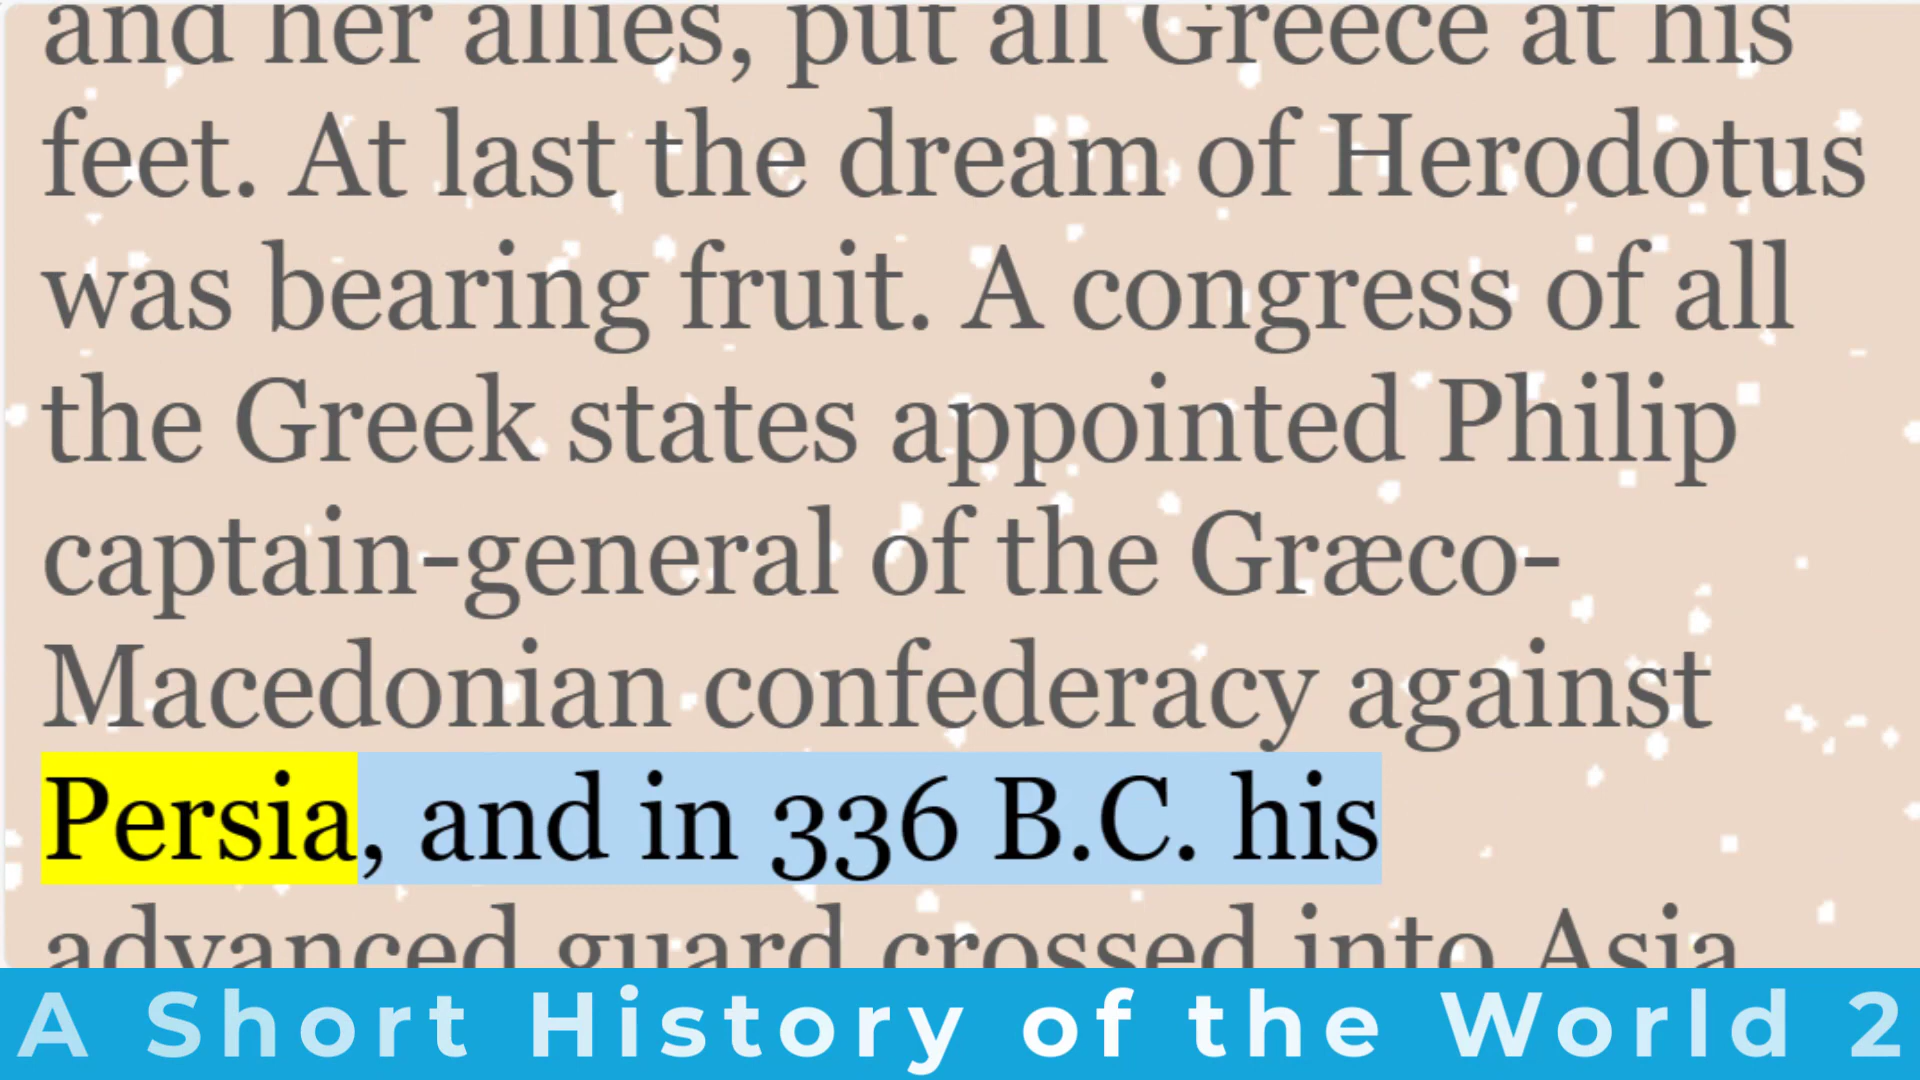 and her allies, put all Greece at his
feet. At last the dream of Herodotus
was bearing fruit. A congress of all
the Greek states appointed Philip
captain-general of the Græco-
Macedonian confederacy against
Persia, and in 336 B.C. his
advanced guard crossed into Asia
A Short History of the World 2